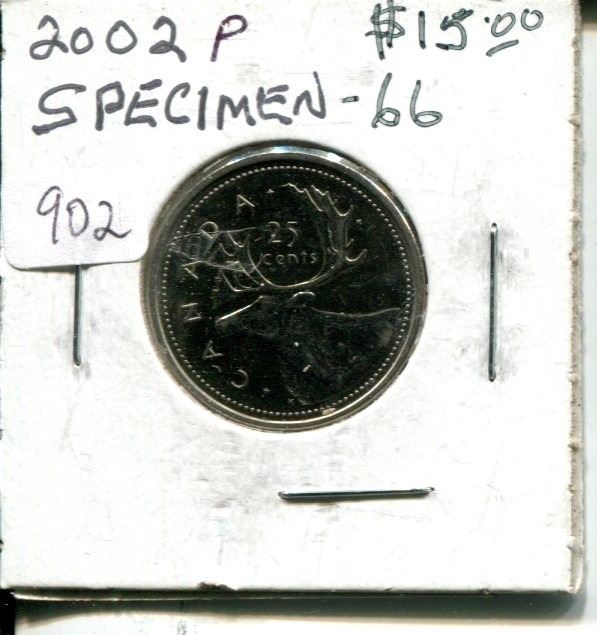 2002 P $15.00
SPECIMEN-66
902
CANADA
25
cents